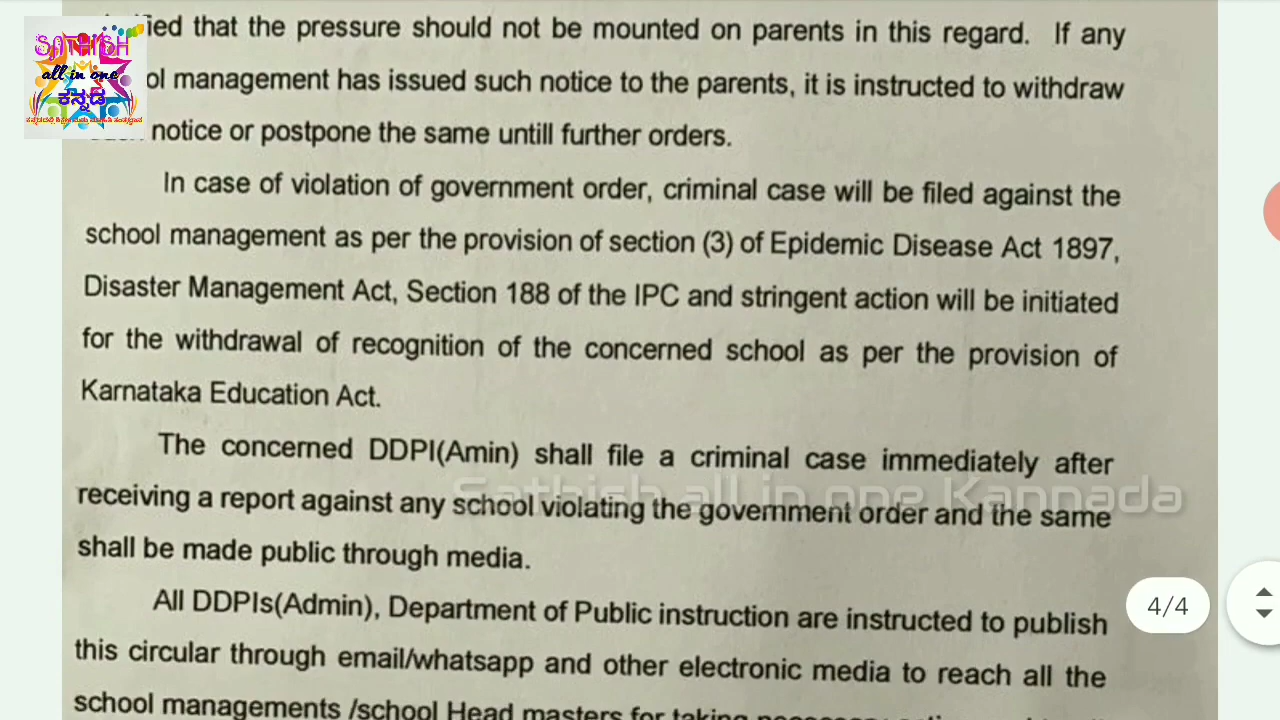 that the pressure should not be mounted on parents in this regard. If any
management has issued such notice to the parents, it is instructed to withdraw
notice or postpone the same untill further orders.
In case of violation of government order, criminal case will be filed against the
school management as per the provision of section (3) of Epidemic Disease Act 1897,
Disaster Management Act, Section 188 of the IPC and stringent action will be initiated
for the withdrawal of recognition of the concerned school as per the provision of
Karnataka Education Act.
The concerned DDPI(Amin) shall file a criminal case immediately after
receiving a report against any school violating the government order and the same
shall be made public through media.
All DDPIs(Admin), Department of Public instruction are instructed to publish
this circular through email/whatsapp and other electronic media to reach all the
school managements /school Head masters for taking
SATHISH
all in one
ಕನ್ನಡ
Sathish all in one Kannada
4/4